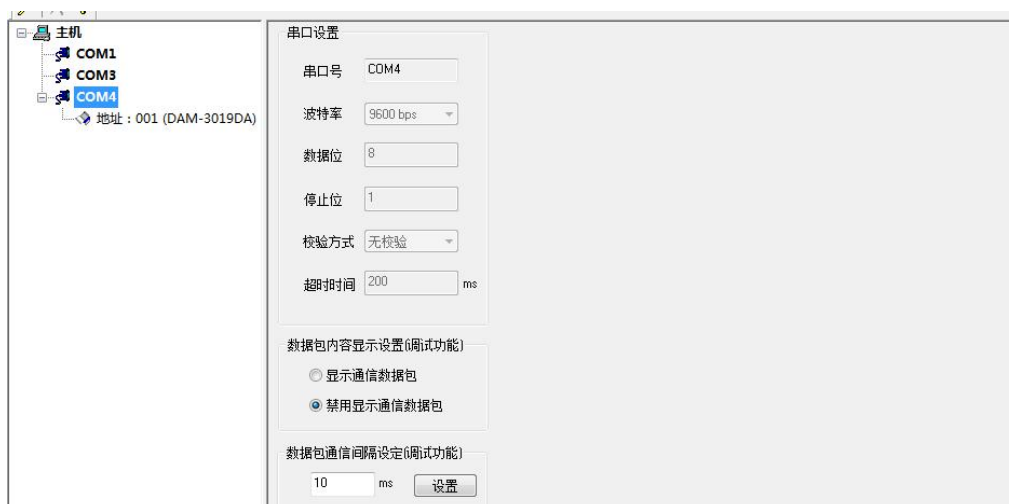 主机
COM1
COM3
COM4
地址：001 (DAM-3019DA)
串口设置
串口号 COM4
波特率 9600 bps
数据位 8
停止位 1
校验方式 无校验
超时时间 200 ms
数据包内容显示设置(调试功能)
显示通信数据包
禁用显示通信数据包
数据包通信间隔设定(调试功能)
10 ms 设置